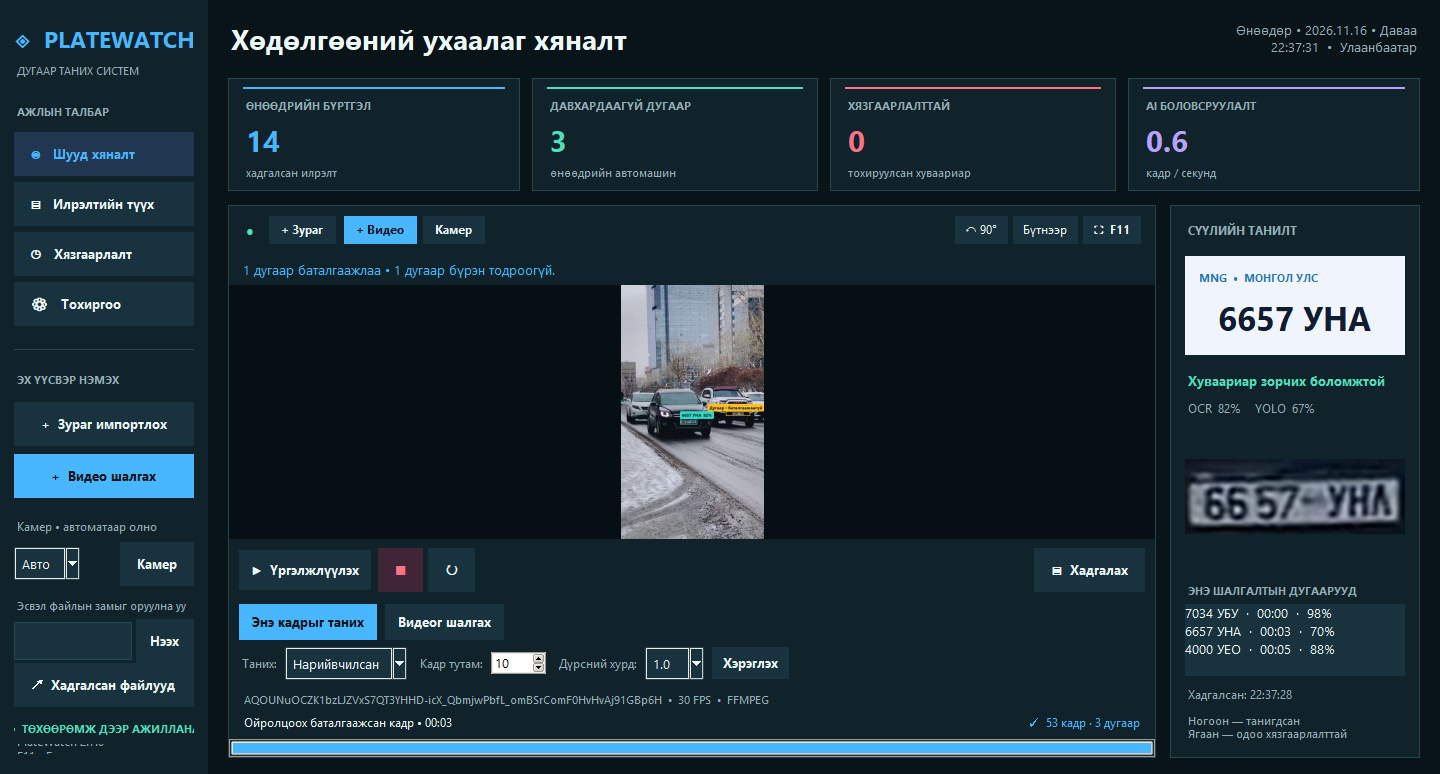 PLATEWATCH
ДУГААР ТАНИХ СИСТЕМ
АЖЛЫН ТАЛБАР
Шууд хяналт
Илрэлтийн түүх
Хязгаарлалт
Тохиргоо
ЭХ ҮҮСВЭР НЭМЭХ
+ Зураг импортлох
+ Видео шалгах
Камер • автоматаар олно
Авто
Камер
Эсвэл файлын замыг оруулна уу
Нээх
Хадгалсан файлууд
ТӨХӨӨРӨМЖ ДЭЭР АЖИЛЛАНА
Хөдөлгөөний ухаалаг хяналт
Өнөөдөр • 2026.11.16 • Даваа
22:37:31 • Улаанбаатар
ӨНӨӨДРИЙН БҮРТГЭЛ
14
хадгалсан илрэлт
ДАВХАРДААГҮЙ ДУГААР
3
өнөөдрийн автомашин
ХЯЗГААРЛАЛТТАЙ
0
тохируулсан хуваариар
AI БОЛОВСРУУЛАЛТ
0.6
кадр / секунд
+ Зураг
+ Видео
Камер
90°
Бүтнээр
F11
1 дугаар баталгаажлаа • 1 дугаар бүрэн тодроогүй.
6657 УНА 82%
Дугаар · баталгаажаагүй
Үргэлжлүүлэх
Хадгалах
Энэ кадрыг таних
Видеог шалгах
Таних:
Нарийвчилсан
Кадр тутам:
10
Дүрсний хурд:
1.0
Хэрэглэх
AQOUNuOCZK1bzLJZVxS7QT3YHHD-icX_QbmjwPbfL_omBSrComF0HvHvAj91GBp6H • 30 FPS • FFMPEG
Ойролцоох баталгаажсан кадр • 00:03
✓ 53 кадр · 3 дугаар
СҮҮЛИЙН ТАНИЛТ
MNG • МОНГОЛ УЛС
6657 УНА
Хуваариар зорчих боломжтой
OCR 82% YOLO 67%
66 57 УНА
ЭНЭ ШАЛГАЛТЫН ДУГААРУУД
7034 УБУ · 00:00 · 98%
6657 УНА · 00:03 · 70%
4000 УЕО · 00:05 · 88%
Хадгалсан: 22:37:28
Ногоон — танигдсан
Ягаан — одоо хязгаарлалттай